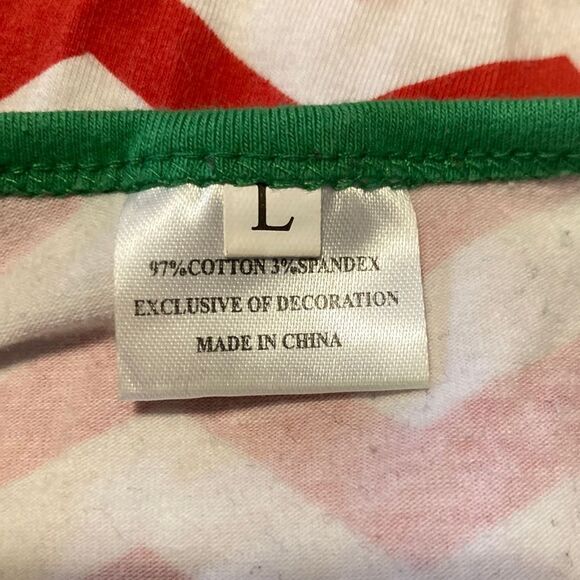 L
97%COTTON 3%SPANDEX
EXCLUSIVE OF DECORATION
MADE IN CHINA